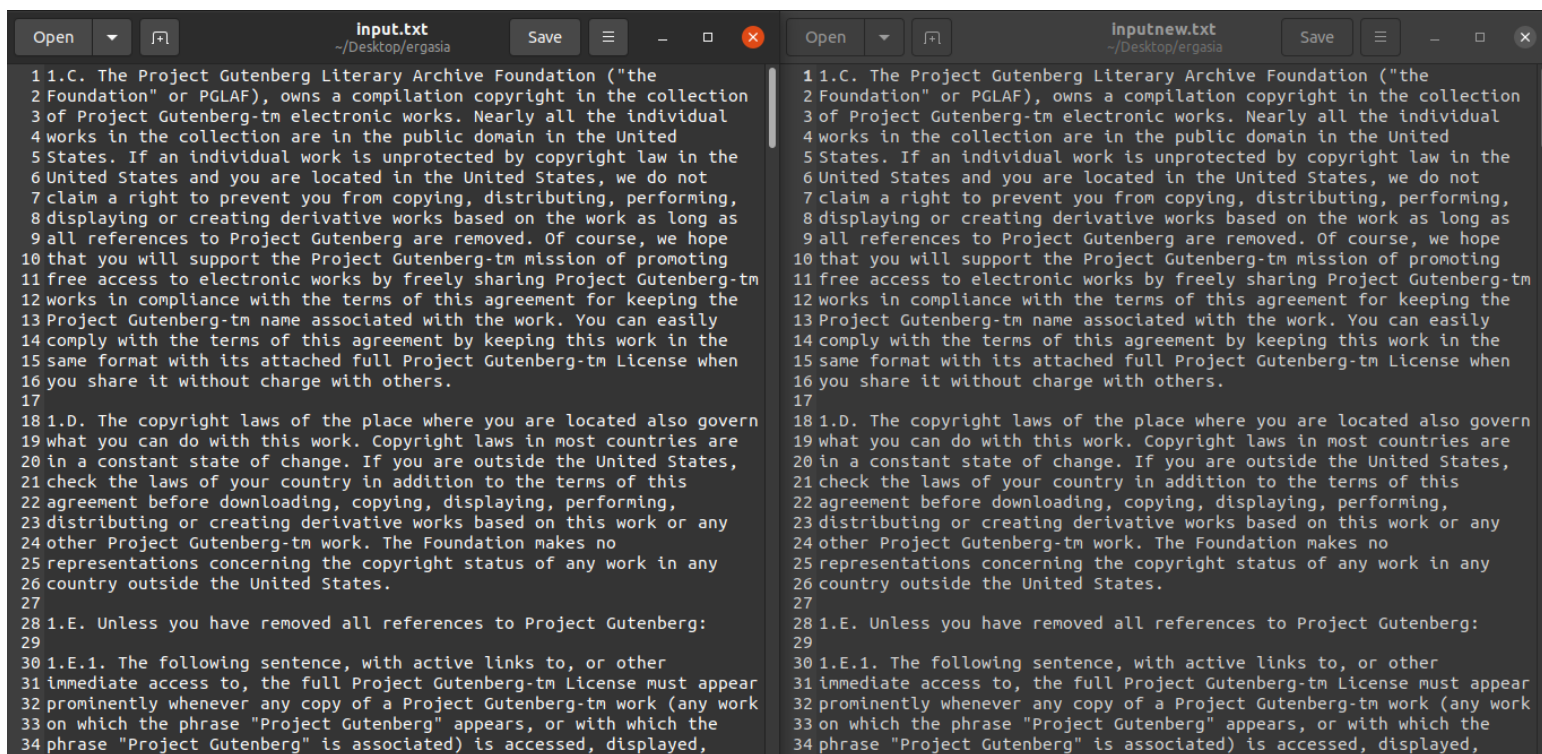 Open
input.txt
~/Desktop/ergasia
Save
1 1.C. The Project Gutenberg Literary Archive Foundation ("the
2 Foundation" or PGLAF), owns a compilation copyright in the collection
3 of Project Gutenberg-tm electronic works. Nearly all the individual
4 works in the collection are in the public domain in the United
5 States. If an individual work is unprotected by copyright law in the
6 United States and you are located in the United States, we do not
7 claim a right to prevent you from copying, distributing, performing,
8 displaying or creating derivative works based on the work as long as
9 all references to Project Gutenberg are removed. Of course, we hope
10 that you will support the Project Gutenberg-tm mission of promoting
11 free access to electronic works by freely sharing Project Gutenberg-tm
12 works in compliance with the terms of this agreement for keeping the
13 Project Gutenberg-tm name associated with the work. You can easily
14 comply with the terms of this agreement by keeping this work in the
15 same format with its attached full Project Gutenberg-tm License when
16 you share it without charge with others.
17
18 1.D. The copyright laws of the place where you are located also govern
19 what you can do with this work. Copyright laws in most countries are
20 in a constant state of change. If you are outside the United States,
21 check the laws of your country in addition to the terms of this
22 agreement before downloading, copying, displaying, performing,
23 distributing or creating derivative works based on this work or any
24 other Project Gutenberg-tm work. The Foundation makes no
25 representations concerning the copyright status of any work in any
26 country outside the United States.
27
28 1.E. Unless you have removed all references to Project Gutenberg:
29
30 1.E.1. The following sentence, with active links to, or other
31 immediate access to, the full Project Gutenberg-tm License must appear
32 prominently whenever any copy of a Project Gutenberg-tm work (any work
33 on which the phrase "Project Gutenberg" appears, or with which the
34 phrase "Project Gutenberg" is associated) is accessed, displayed,
Open
inputnew.txt
~/Desktop/ergasia
Save
1 1.C. The Project Gutenberg Literary Archive Foundation ("the
2 Foundation" or PGLAF), owns a compilation copyright in the collection
3 of Project Gutenberg-tm electronic works. Nearly all the individual
4 works in the collection are in the public domain in the United
5 States. If an individual work is unprotected by copyright law in the
6 United States and you are located in the United States, we do not
7 claim a right to prevent you from copying, distributing, performing,
8 displaying or creating derivative works based on the work as long as
9 all references to Project Gutenberg are removed. Of course, we hope
10 that you will support the Project Gutenberg-tm mission of promoting
11 free access to electronic works by freely sharing Project Gutenberg-tm
12 works in compliance with the terms of this agreement for keeping the
13 Project Gutenberg-tm name associated with the work. You can easily
14 comply with the terms of this agreement by keeping this work in the
15 same format with its attached full Project Gutenberg-tm License when
16 you share it without charge with others.
17
18 1.D. The copyright laws of the place where you are located also govern
19 what you can do with this work. Copyright laws in most countries are
20 in a constant state of change. If you are outside the United States,
21 check the laws of your country in addition to the terms of this
22 agreement before downloading, copying, displaying, performing,
23 distributing or creating derivative works based on this work or any
24 other Project Gutenberg-tm work. The Foundation makes no
25 representations concerning the copyright status of any work in any
26 country outside the United States.
27
28 1.E. Unless you have removed all references to Project Gutenberg:
29
30 1.E.1. The following sentence, with active links to, or other
31 immediate access to, the full Project Gutenberg-tm License must appear
32 prominently whenever any copy of a Project Gutenberg-tm work (any work
33 on which the phrase "Project Gutenberg" appears, or with which the
34 phrase "Project Gutenberg" is associated) is accessed, displayed,